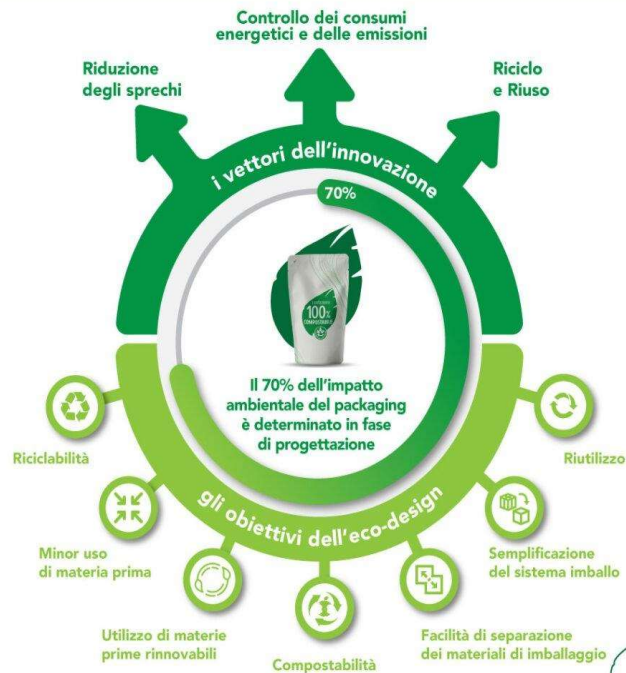 Controllo dei consumi
energetici e delle emissioni
Riduzione
degli sprechi
Riciclo
e Riuso
i vettori dell'innovazione
70%
100%
COMPOSTABILE
Il 70% dell'impatto
ambientale del packaging
è determinato in fase
di progettazione
gli obiettivi dell'eco-design
Riciclabilità
Riutilizzo
Minor uso
di materia prima
Semplificazione
del sistema imballo
Utilizzo di materie
prime rinnovabili
Facilità di separazione
dei materiali di imballaggio
Compostabilità